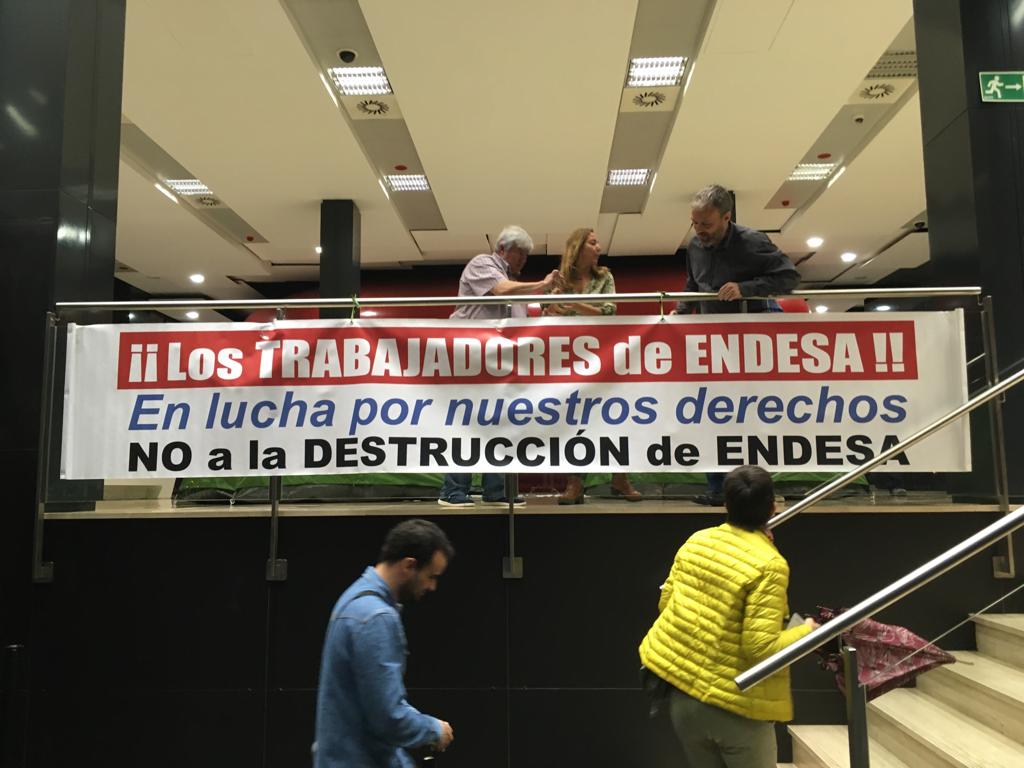 ¡¡Los TRABAJADORES de ENDESA !!
En lucha por nuestros derechos
NO a la DESTRUCCIÓN de ENDESA